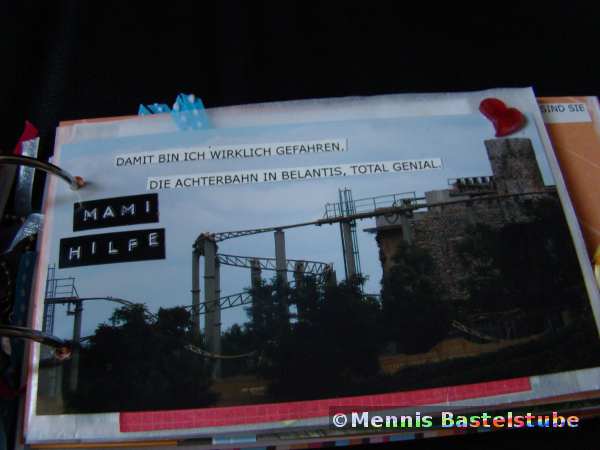 DAMIT BIN ICH WIRKLICH GEFAHREN,
DIE ACHTERBAHN IN BELANTIS, TOTAL GENIAL.
MAMI
HILFE
SIND SIE
©Mennis Bastelstube